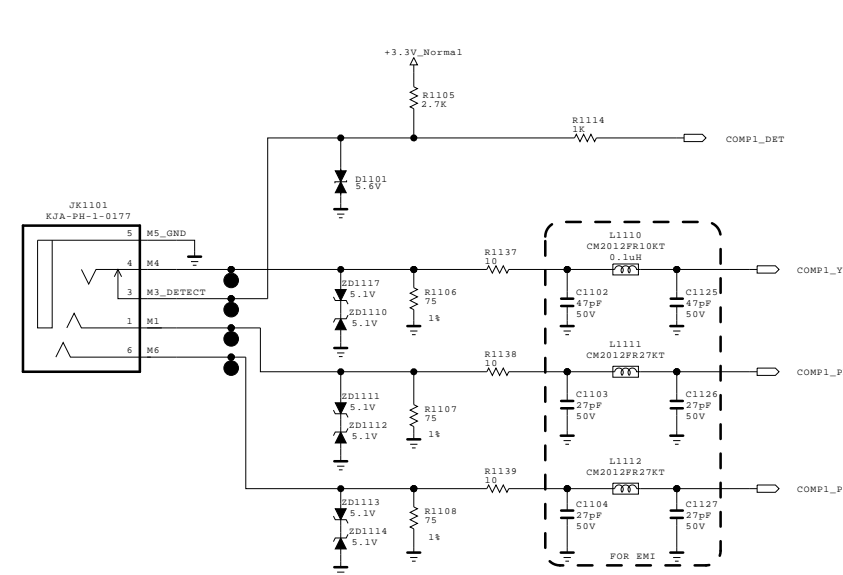 +3.3V_Normal
R1105
2.7K
R1114
1K
COMP1_DET
D1101
5.6V
JK1101
KJA-PH-1-0177
5 M5_GND
4 M4
3 M3_DETECT
1 M1
6 M6
L1110
CM2012FR10KT
0.1uH
R1137
10
COMP1_Y
ZD1117
5.1V
ZD1110
5.1V
R1106
75
1%
C1102
47pF
50V
C1125
47pF
50V
L1111
CM2012FR27KT
R1138
10
COMP1_P
ZD1111
5.1V
ZD1112
5.1V
R1107
75
1%
C1103
27pF
50V
C1126
27pF
50V
L1112
CM2012FR27KT
R1139
10
COMP1_P
ZD1113
5.1V
ZD1114
5.1V
R1108
75
1%
C1104
27pF
50V
C1127
27pF
50V
FOR EMI